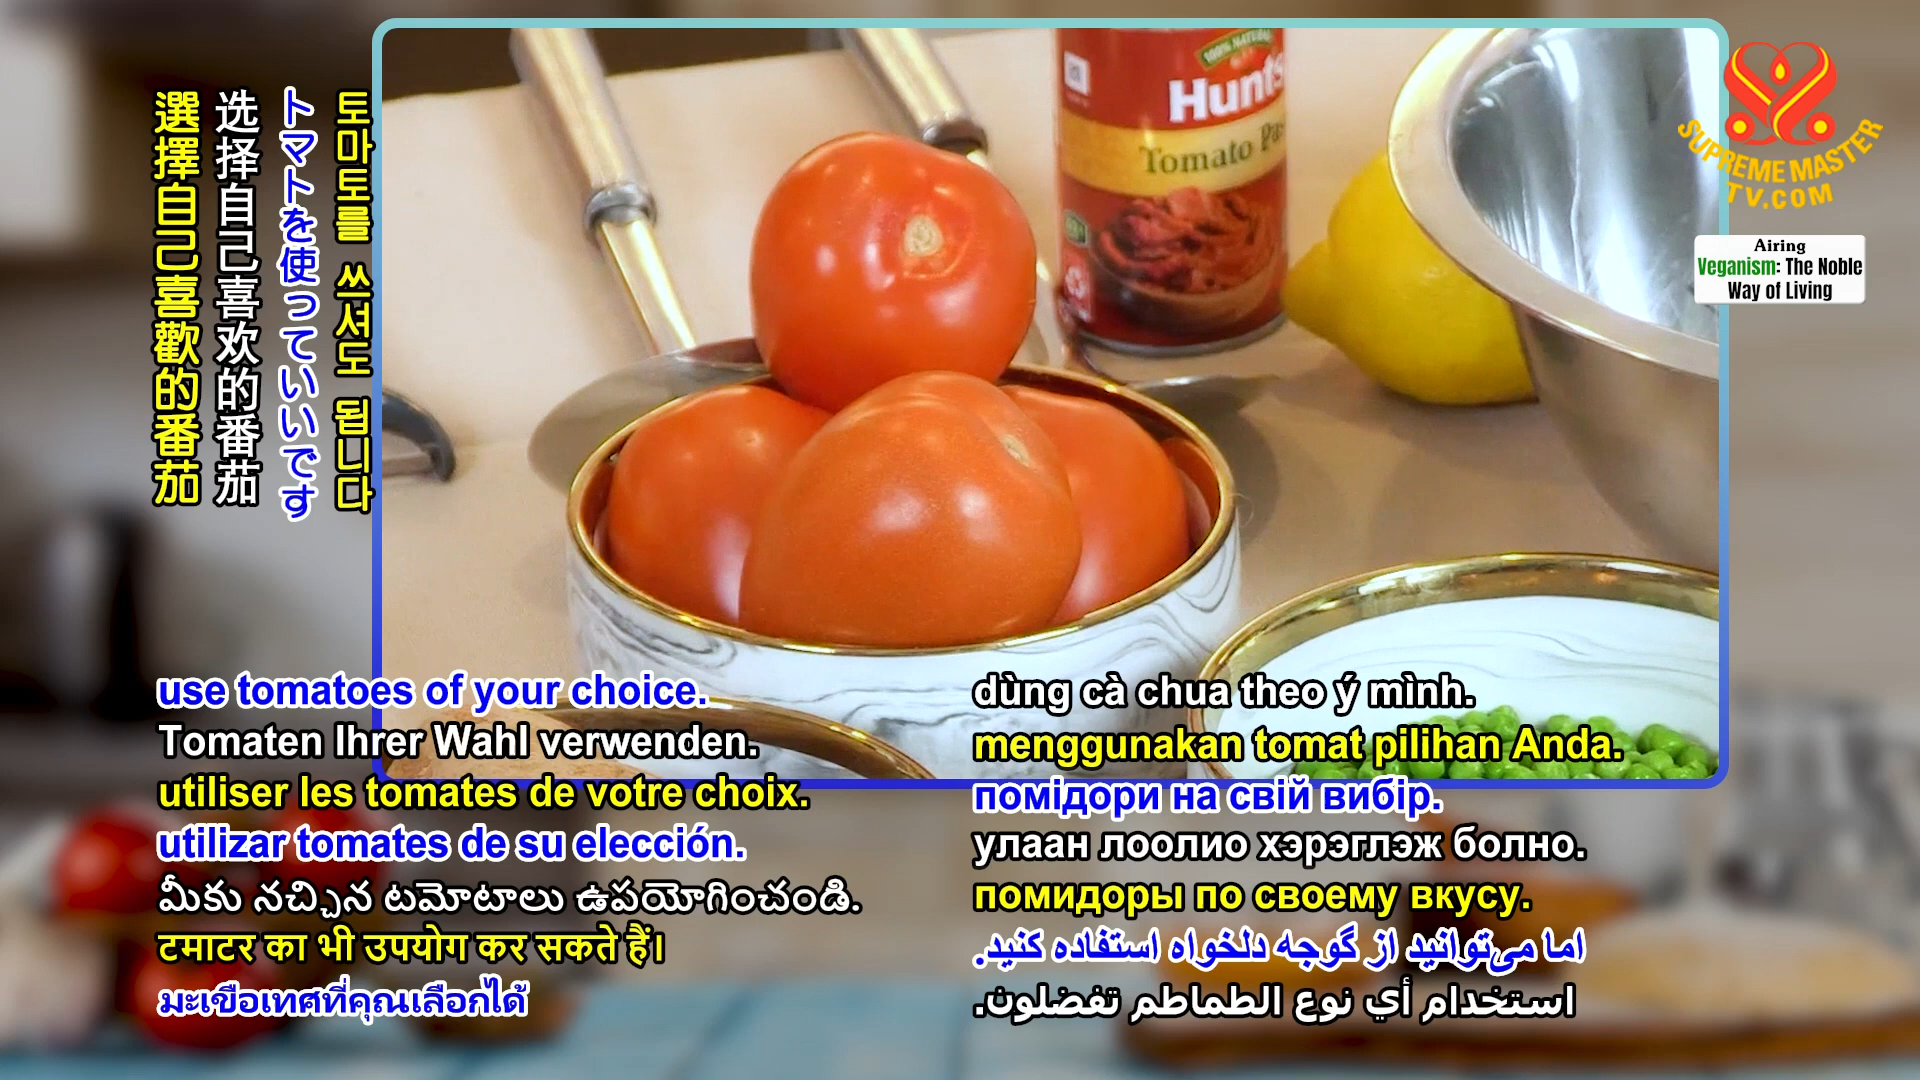 選擇自己喜歡的番茄
选择自己喜欢的番茄
トマトを使っていいです
토마토를 쓰셔도 됩니다
100% NATURAL
Hunt's
Tomato
SUPREME MASTER
TV.COM
Airing
Veganism: The Noble
Way of Living
use tomatoes of your choice.
Tomaten Ihrer Wahl verwenden.
utiliser les tomates de votre choix.
utilizar tomates de su elección.
మీకు నచ్చిన టమోటాలు ఉపయోగించండి.
टमाटर का भी उपयोग कर सकते हैं।
มะเขือเทศที่คุณเลือกได้
dùng cà chua theo ý mình.
menggunakan tomat pilihan Anda.
помідори на свій вибір.
улаан лоолио хэрэглэж болно.
помидоры по своему вкусу.
اما می‌توانید از گوجه دلخواه استفاده کنید.
استخدام أي نوع الطماطم تفضلون.